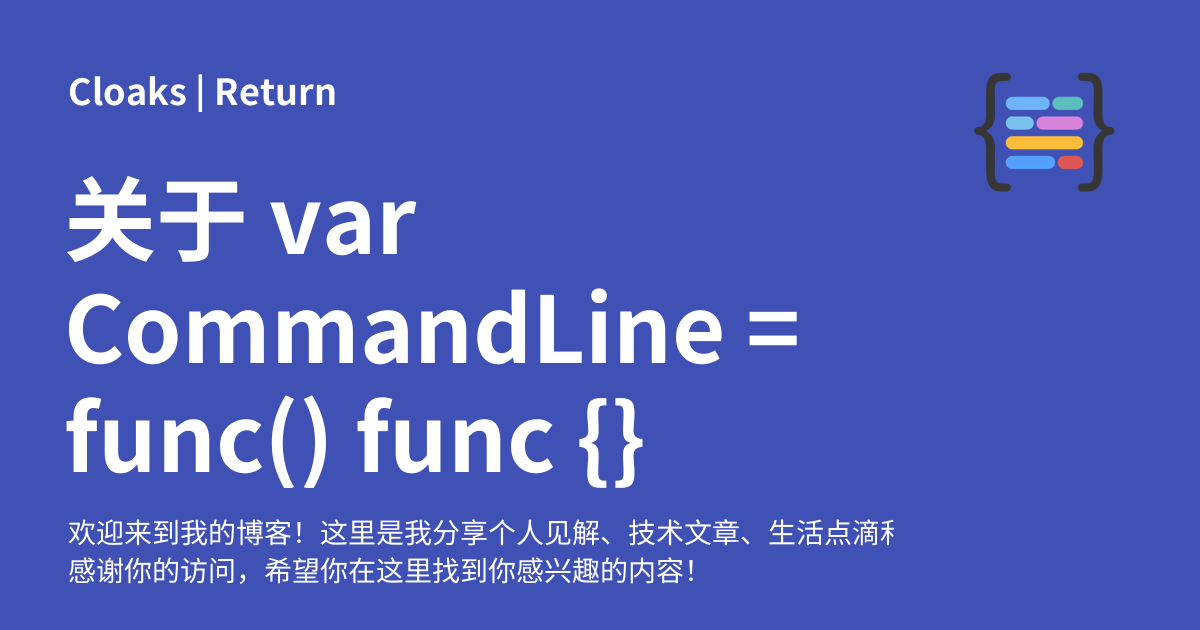 Cloaks | Return
关于 var
CommandLine =
func() func {}
欢迎来到我的博客！这里是我分享个人见解、技术文章、生活点滴
感谢你的访问，希望你在这里找到你感兴趣的内容！